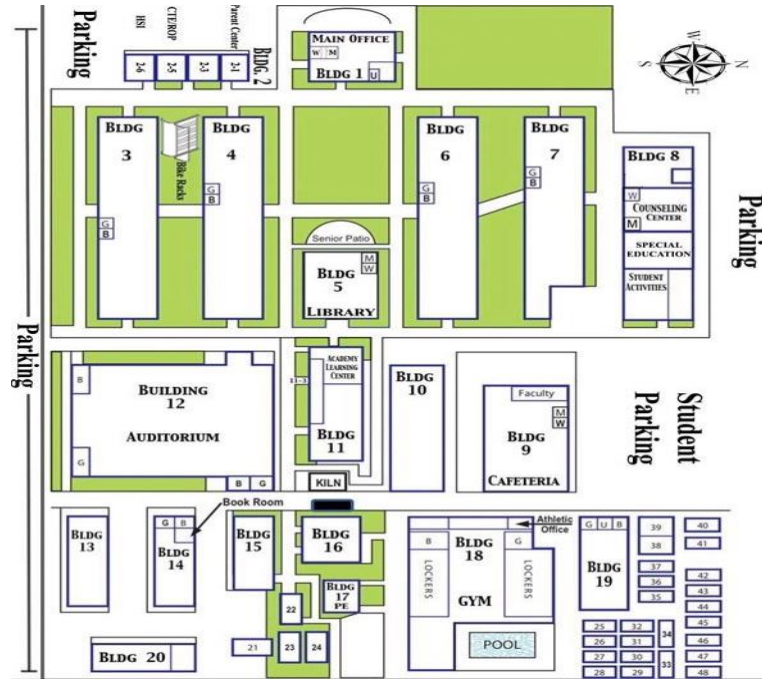 Parking
HSI
CTE/ROP
Parent Center
BLDG. 2
2-6
2-5
2-3
2-1
MAIN OFFICE
W M
BLDG 1
U
W
S
N
E
BLDG
3
G
B
Bike Racks
BLDG
4
G
B
BLDG
6
G
B
BLDG
7
G
B
BLDG 8
W
COUNSELING
CENTER
M
SPECIAL
EDUCATION
STUDENT
ACTIVITIES
Parking
Senior Patio
BLDG
5
M
W
LIBRARY
Parking
B
BUILDING
12
AUDITORIUM
G
B G
ACADEMY
LEARNING
CENTER
11-3
BLDG
11
KILN
BLDG
10
Faculty
M
W
BLDG
9
CAFETERIA
Student
Parking
Book Room
BLDG
13
G B
BLDG
14
BLDG
15
BLDG
16
BLDG
17
PE
22
21
23
24
BLDG 20
Athletic
Office
B
BLDG
18
G
LOCKERS
LOCKERS
GYM
POOL
G U B
BLDG
19
39
38
37
36
35
40
41
42
43
44
45
46
47
48
25
32
34
26
31
27
30
33
28
29